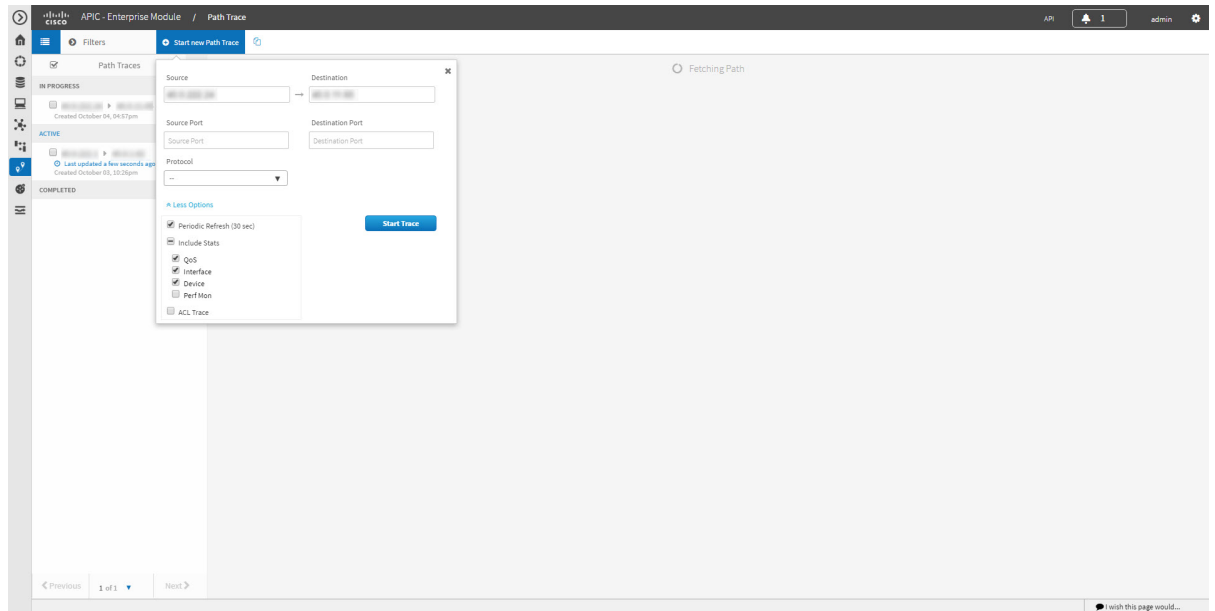 CISCO
APIC - Enterprise Module / Path Trace
API
1
admin
Filters
Start new Path Trace
Path Traces
IN PROGRESS
Created October 04, 04:57pm
ACTIVE
Last updated a few seconds ago
Created October 03, 10:26pm
COMPLETED
Source
Destination
→
Source Port
Destination Port
Source Port
Destination Port
Protocol
--
Less Options
Periodic Refresh (30 sec)
Start Trace
Include Stats
QoS
Interface
Device
Perf Mon
ACL Trace
Fetching Path
Previous
1 of 1
Next
I wish this page would...